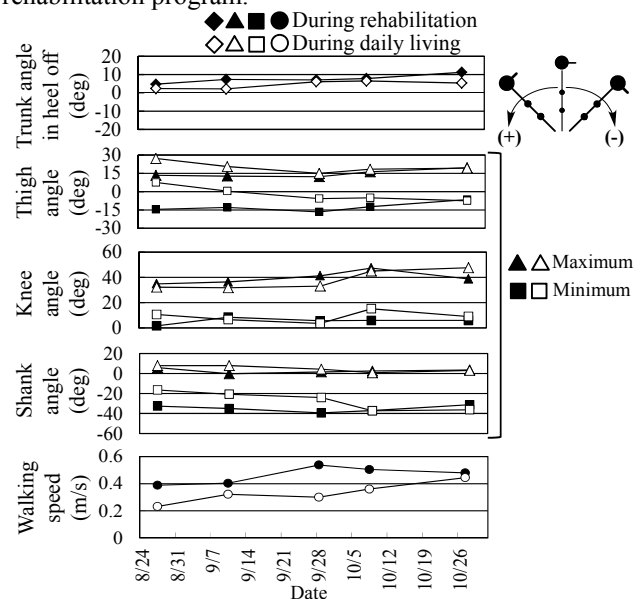 rehabilitation program.
During rehabilitation
During daily living
Trunk angle
in heel off
(deg)
20
10
0
-10
-20
(+)
(-)
Thigh
angle
(deg)
30
15
0
-15
-30
Knee
angle
(deg)
60
40
20
0
Maximum
Minimum
Shank
angle
(deg)
20
0
-20
-40
-60
Walking
speed
(m/s)
0.6
0.4
0.2
0
8/24
8/31
9/7
9/14
9/21
9/28
10/5
10/12
10/19
10/26
Date